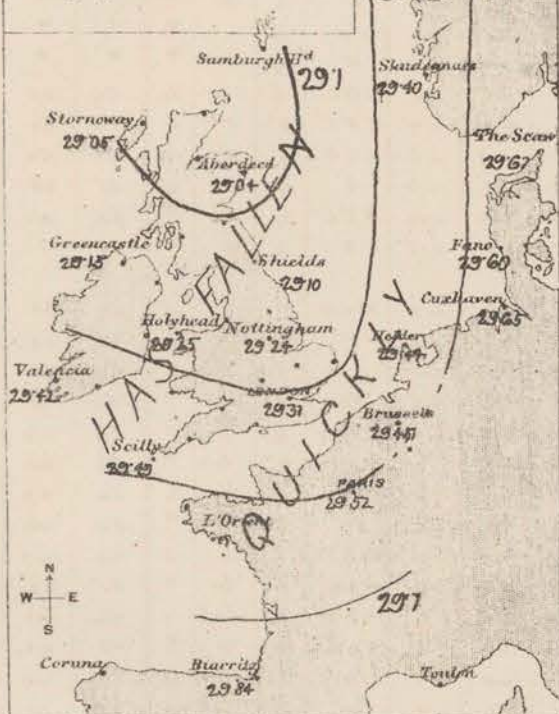 Sumburgh Hd
29.1
Skudesnaes
29.40
Stornoway
29.05
The Scaw
29.67
Aberdeen
29.04
Greencastle
29.15
Shields
29.10
Fano
29.60
Cuxhaven
29.65
Holyhead
29.25
Nottingham
29.24
Helder
29.44
Valencia
29.42
LONDON
29.31
Brussels
Scilly
29.49
PARIS
29.52
L'Orient
HAS FALLEN
QUICKLY
N
W E
S
29.7
Coruna
Biarritz
29.84
Toulon